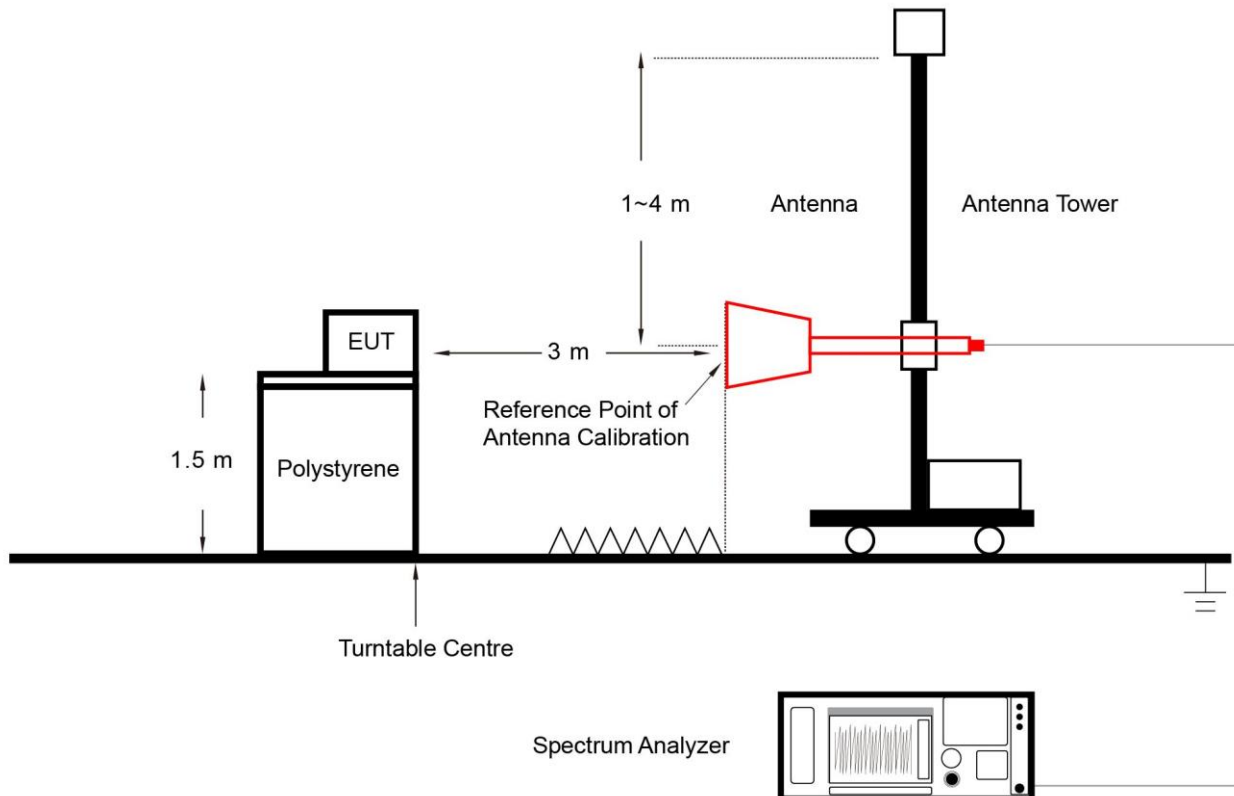 1~4 m
Antenna
Antenna Tower
EUT
3 m
Reference Point of
Antenna Calibration
1.5 m
Polystyrene
Turntable Centre
Spectrum Analyzer